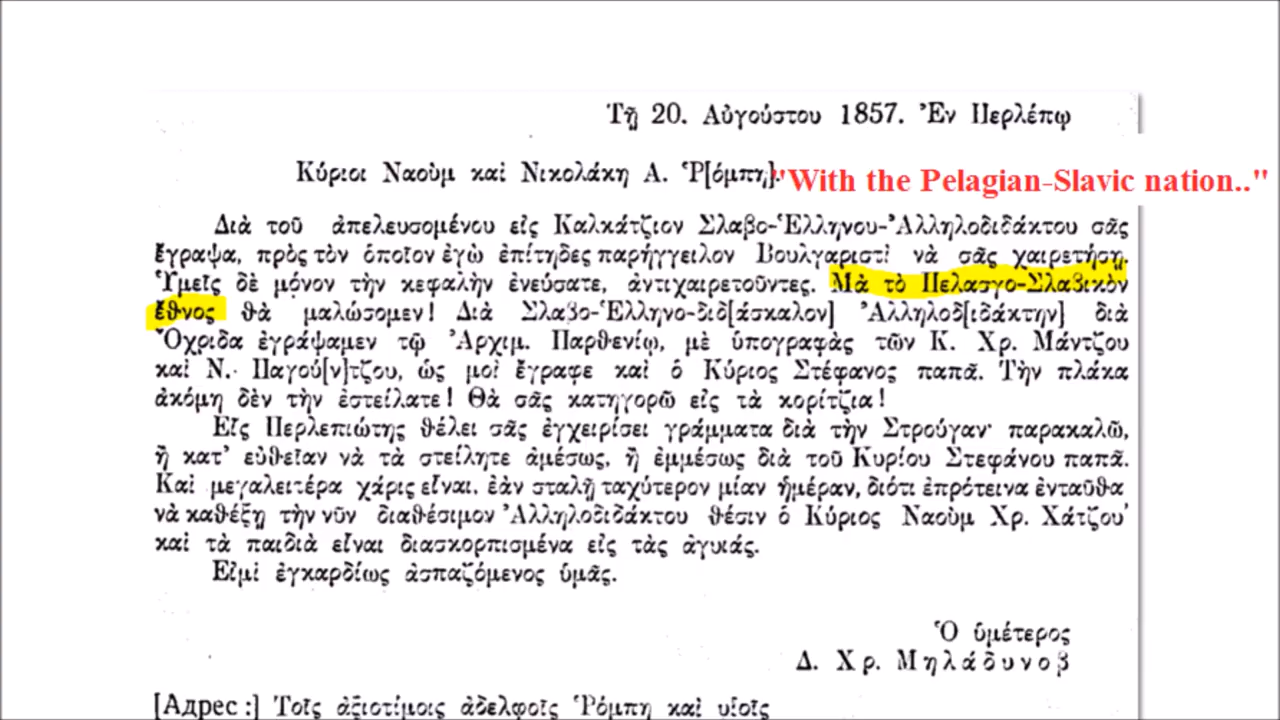 Τῇ 20. Αὐγούστου 1857. Ἐν Περλέπῳ
Κύριοι Ναοὺμ καὶ Νικολάκη Α. Ῥ[όμπη].
"With the Pelagian-Slavic nation.."
Διὰ τοῦ ἀπελευσομένου εἰς Καλκάτζιον Σλαβο-Ἑλληνου-Ἀλληλοδιδάκτου σᾶς
ἔγραψα, πρὸς τὸν ὁποῖον ἐγὼ ἐπίτηδες παρήγγειλον Βουλγαριστὶ νὰ σᾶς χαιρετήσῃ.
Ὑμεῖς δὲ μόνον τὴν κεφαλὴν ἐνεύσατε, ἀντιχαιρετοῦντες. Μὰ τὸ Πελασγο-Σλαβικὸν
ἔθνος θὰ μαλώσομεν! Διὰ Σλαβο-Ἑλληνο-διδ[άσκαλον] Ἀλληλοδ[ιδάκτην] διὰ
Ὄχριδα ἐγράψαμεν τῷ Ἀρχιμ. Παρθενίῳ, μὲ ὑπογραφὰς τῶν Κ. Χρ. Μάντζου
καὶ Ν. Παγού[ν]τζου, ὡς μοὶ ἔγραφε καὶ ὁ Κύριος Στέφανος παπᾶ. Τὴν πλάκα
ἀκόμη δὲν τὴν ἐστείλατε! Θὰ σᾶς κατηγορῶ εἰς τὰ κορίτζια!
Εἷς Περλεπιώτης θέλει σᾶς ἐγχειρίσει γράμματα διὰ τὴν Στρούγαν· παρακαλῶ,
ἢ κατ' εὐθεῖαν νὰ τὰ στείλητε ἀμέσως, ἢ ἐμμέσως διὰ τοῦ Κυρίου Στεφάνου παπᾶ.
Καὶ μεγαλειτέρα χάρις εἶναι, ἐὰν σταλῇ ταχύτερον μίαν ἡμέραν, διότι ἐπρότεινα ἐνταῦθα
νὰ καθέξῃ τὴν νῦν διαθέσιμον Ἀλληλοδιδάκτου θέσιν ὁ Κύριος Ναοὺμ Χρ. Χάτζου·
καὶ τὰ παιδιὰ εἶναι διασκορπισμένα εἰς τὰς ἀγυιάς.
Εἰμὶ ἐγκαρδίως ἀσπαζόμενος ὑμᾶς.
Ὁ ὑμέτερος
Δ. Χρ. Μηλάδυνοβ
[Адрес:] Τοῖς ἀξιοτίμοις ἀδελφοῖς Ῥόμπη καὶ υἱοῖς